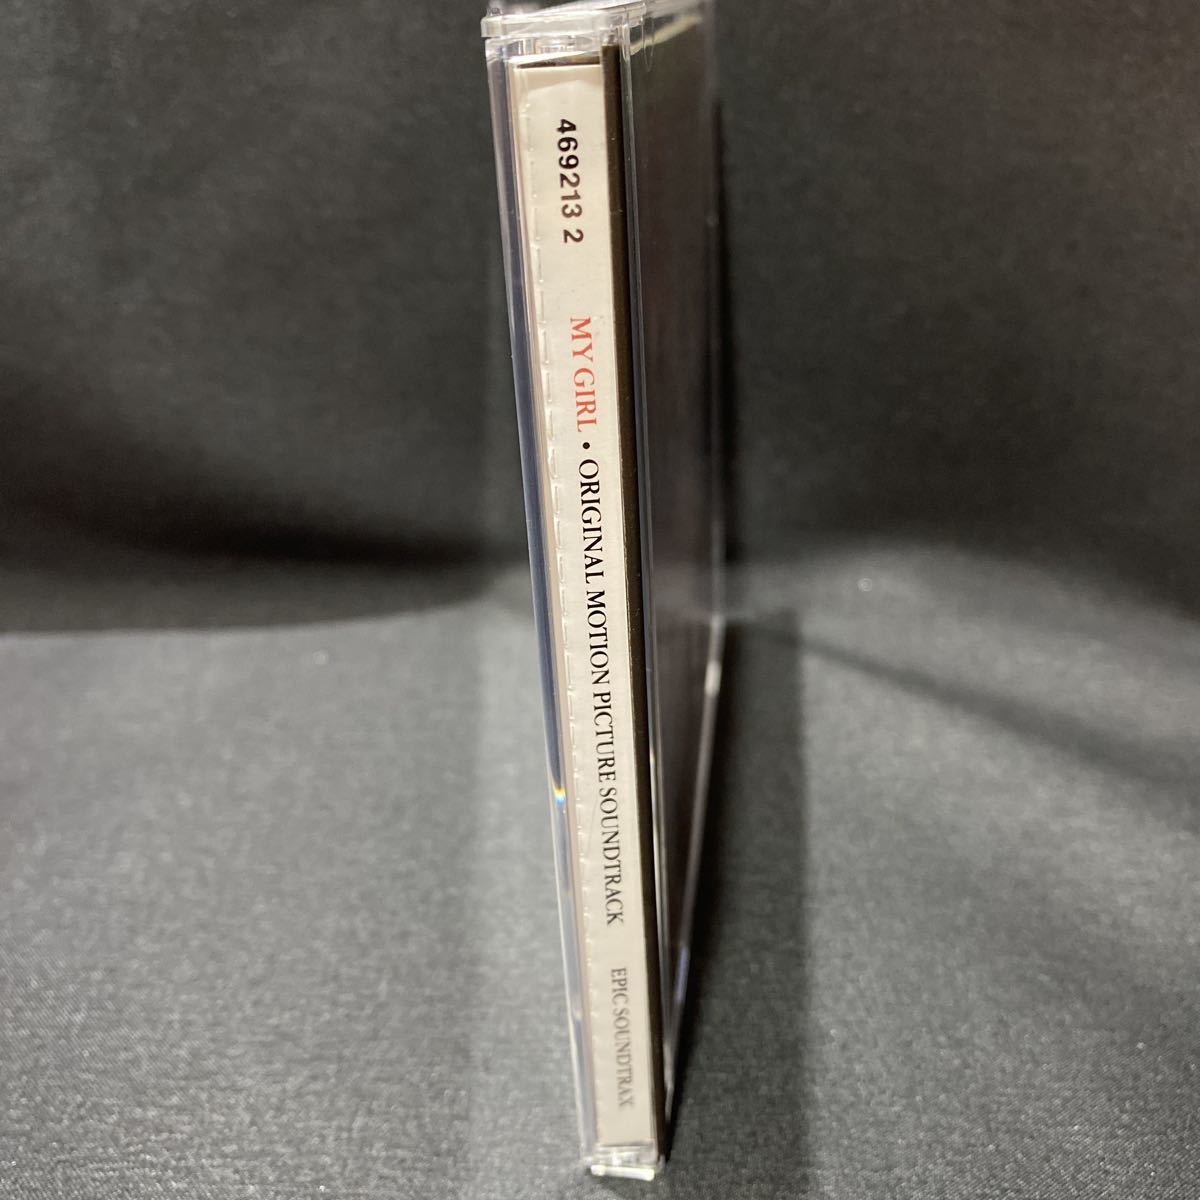 469213 2 MY GIRL • ORIGINAL MOTION PICTURE SOUNDTRACK EPIC SOUNDTRAX